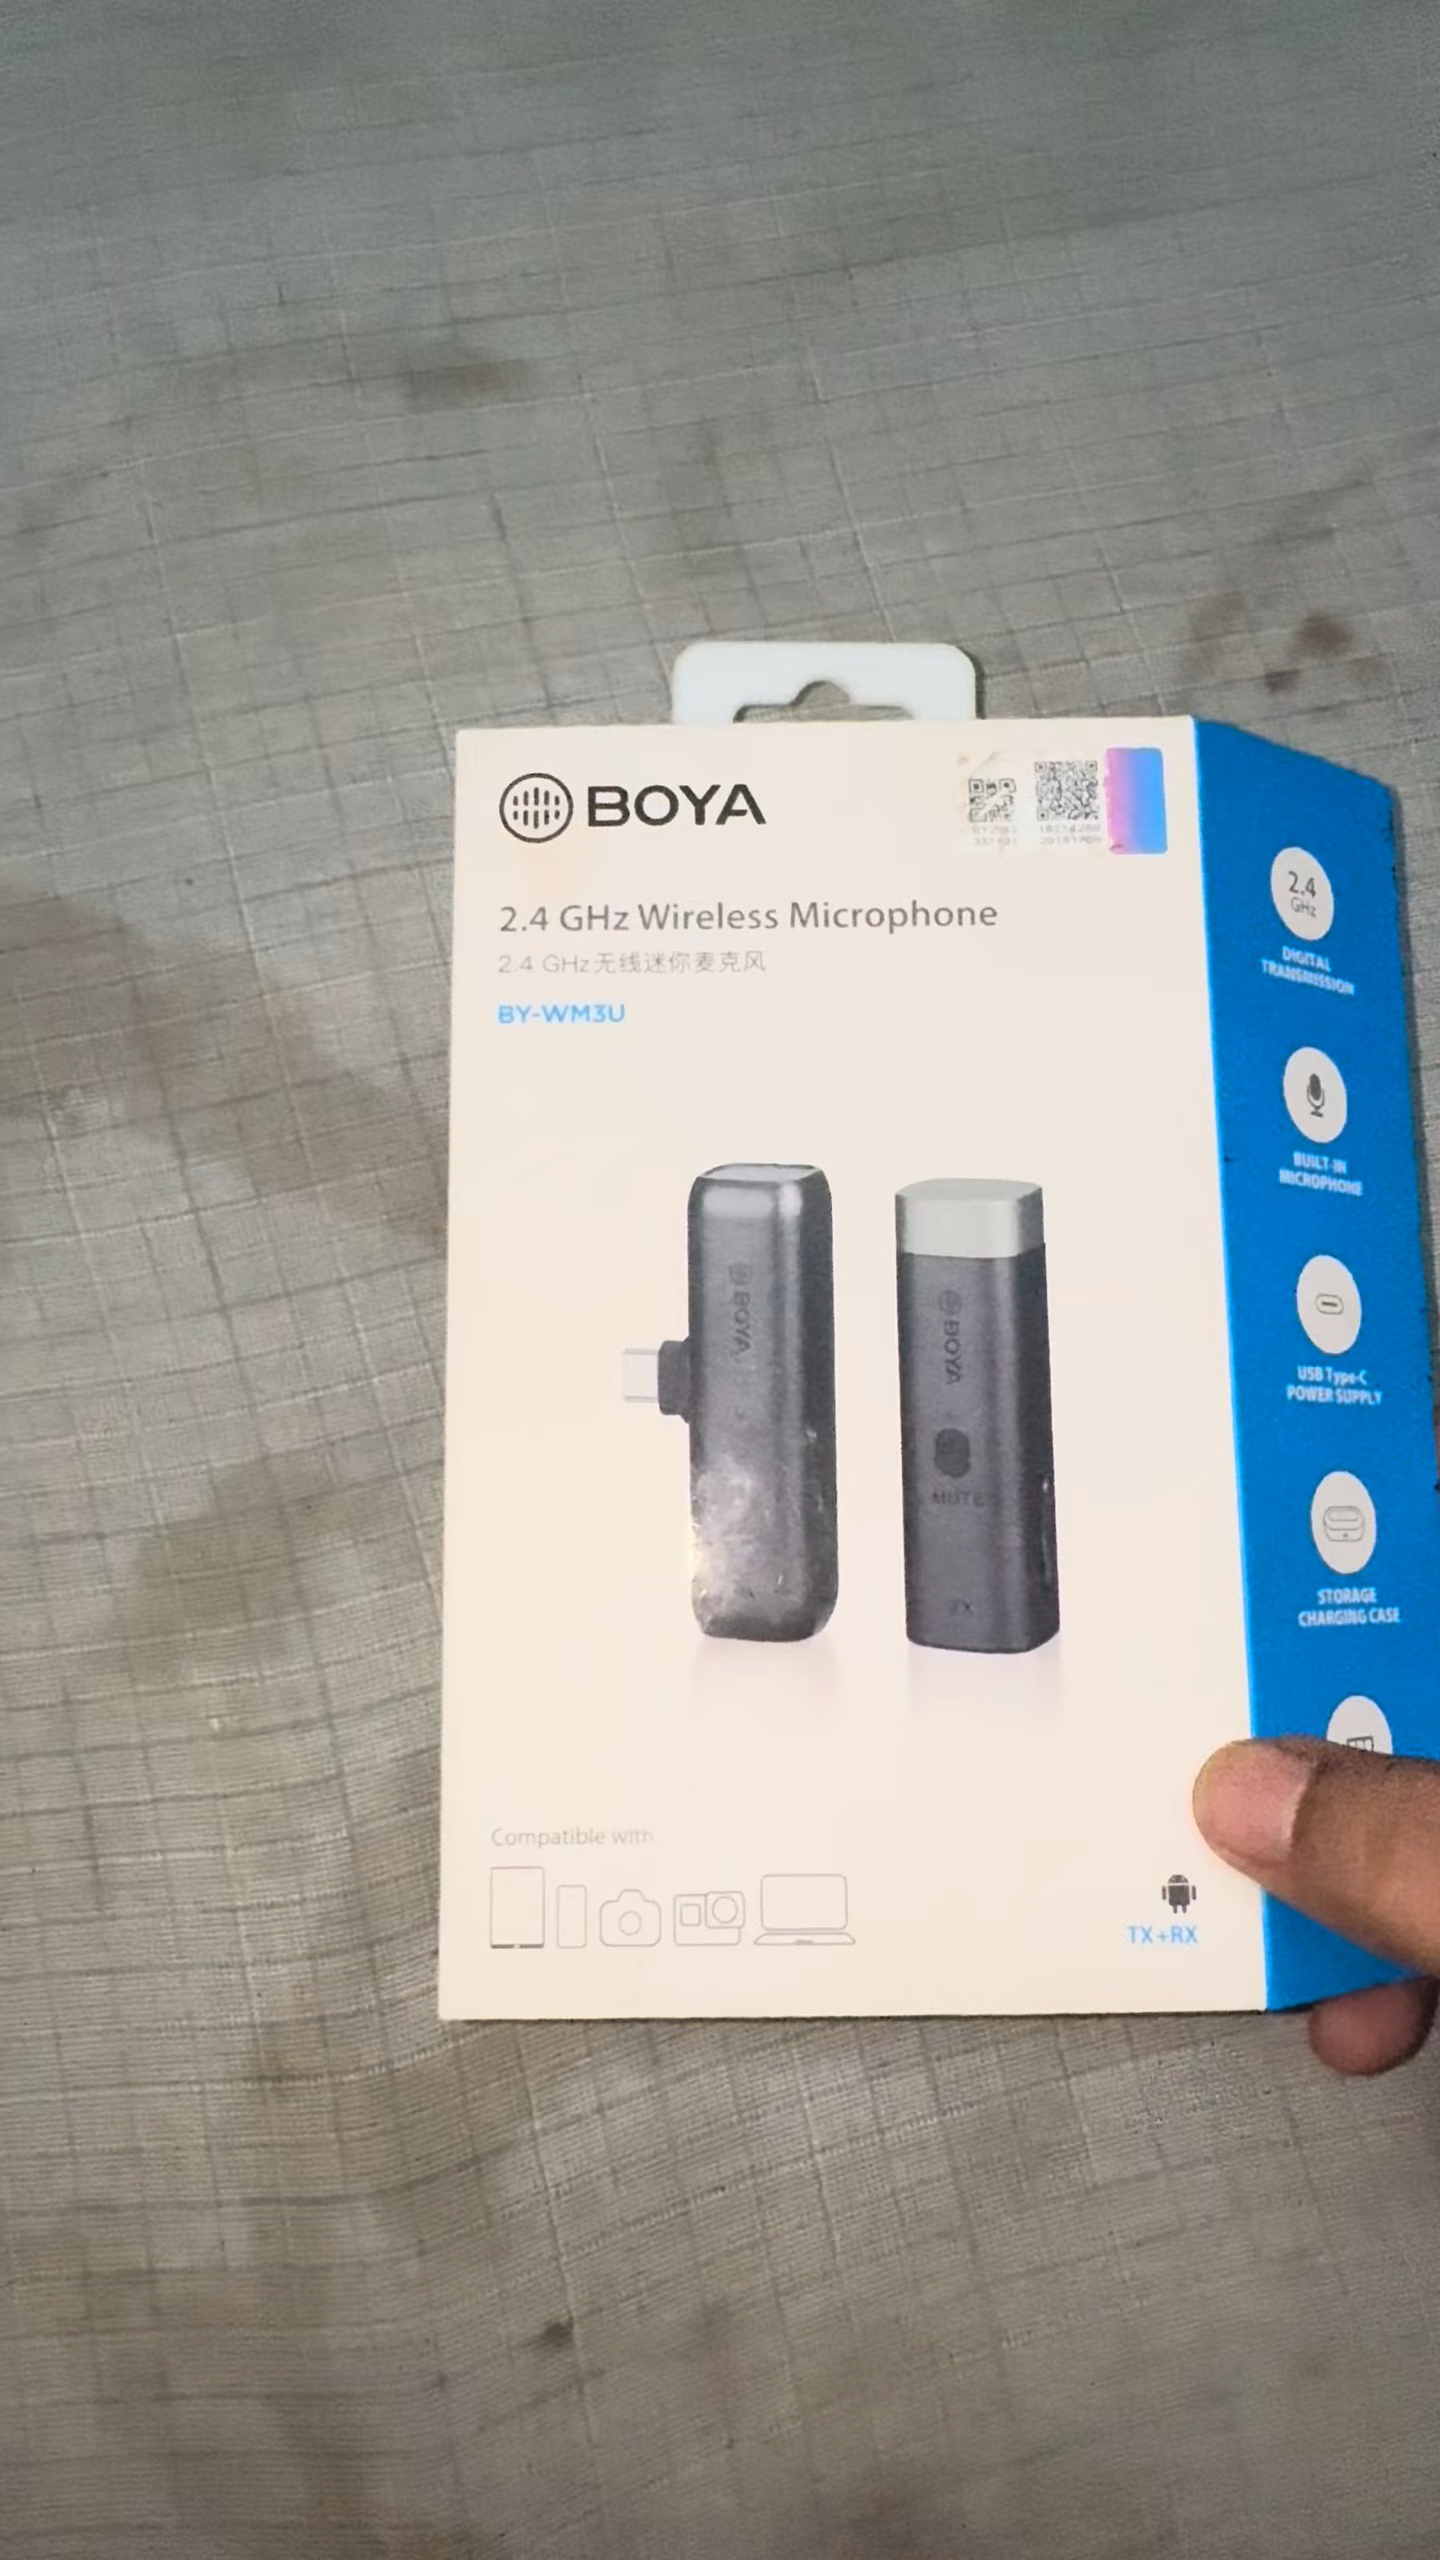 BOYA
2.4 GHz Wireless Microphone
2.4 GHz无线迷你麦克风
BY-WM3U
BOYA
BOYA
MUTE
Compatible with
TX+RX
2.4
GHz
DIGITAL
TRANSMISSION
BUILT-IN
MICROPHONE
USB Type-C
POWER SUPPLY
STORAGE
CHARGING CASE